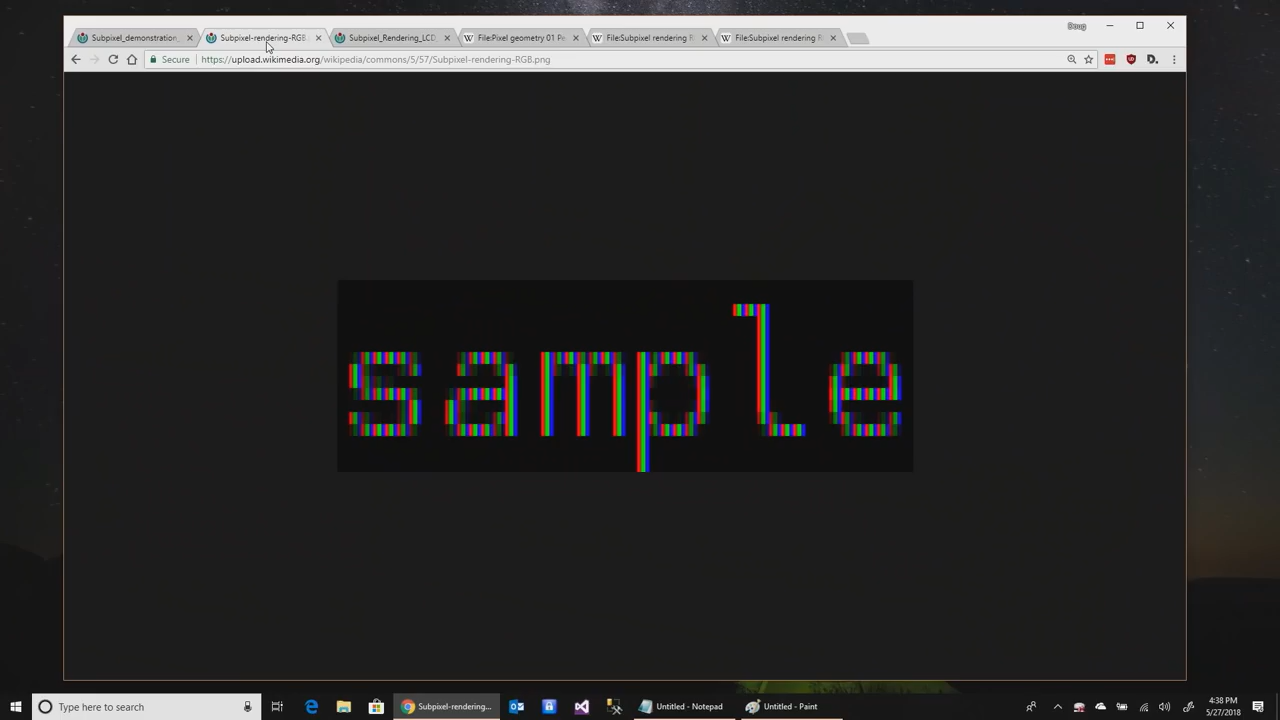 Doug
Subpixel_demonstration
Subpixel-rendering-RGB.
Subpixel_Rendering_LCD
File:Pixel geometry 01 Pe
File:Subpixel rendering R
File:Subpixel rendering R
Secure
https://upload.wikimedia.org/wikipedia/commons/5/57/Subpixel-rendering-RGB.png
D.
sample
Type here to search
Subpixel-rendering...
Untitled - Notepad
Untitled - Paint
4:38 PM
5/27/2018